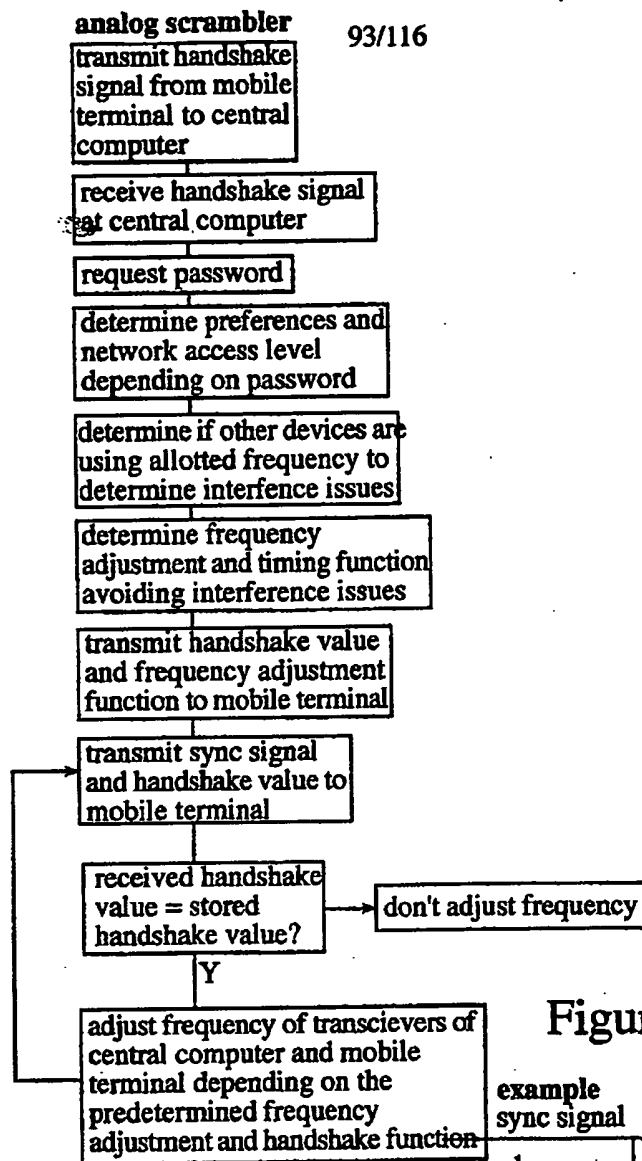 analog scrambler
93/116
transmit handshake
signal from mobile
terminal to central
computer
receive handshake signal
at central computer
request password
determine preferences and
network access level
depending on password
determine if other devices are
using allotted frequency to
determine interfence issues
determine frequency
adjustment and timing function
avoiding interference issues
transmit handshake value
and frequency adjustment
function to mobile terminal
transmit sync signal
and handshake value to
mobile terminal
received handshake
value = stored
handshake value?
don't adjust frequency
Y
adjust frequency of transcievers of
central computer and mobile
terminal depending on the
predetermined frequency
adjustment and handshake function
example
sync signal